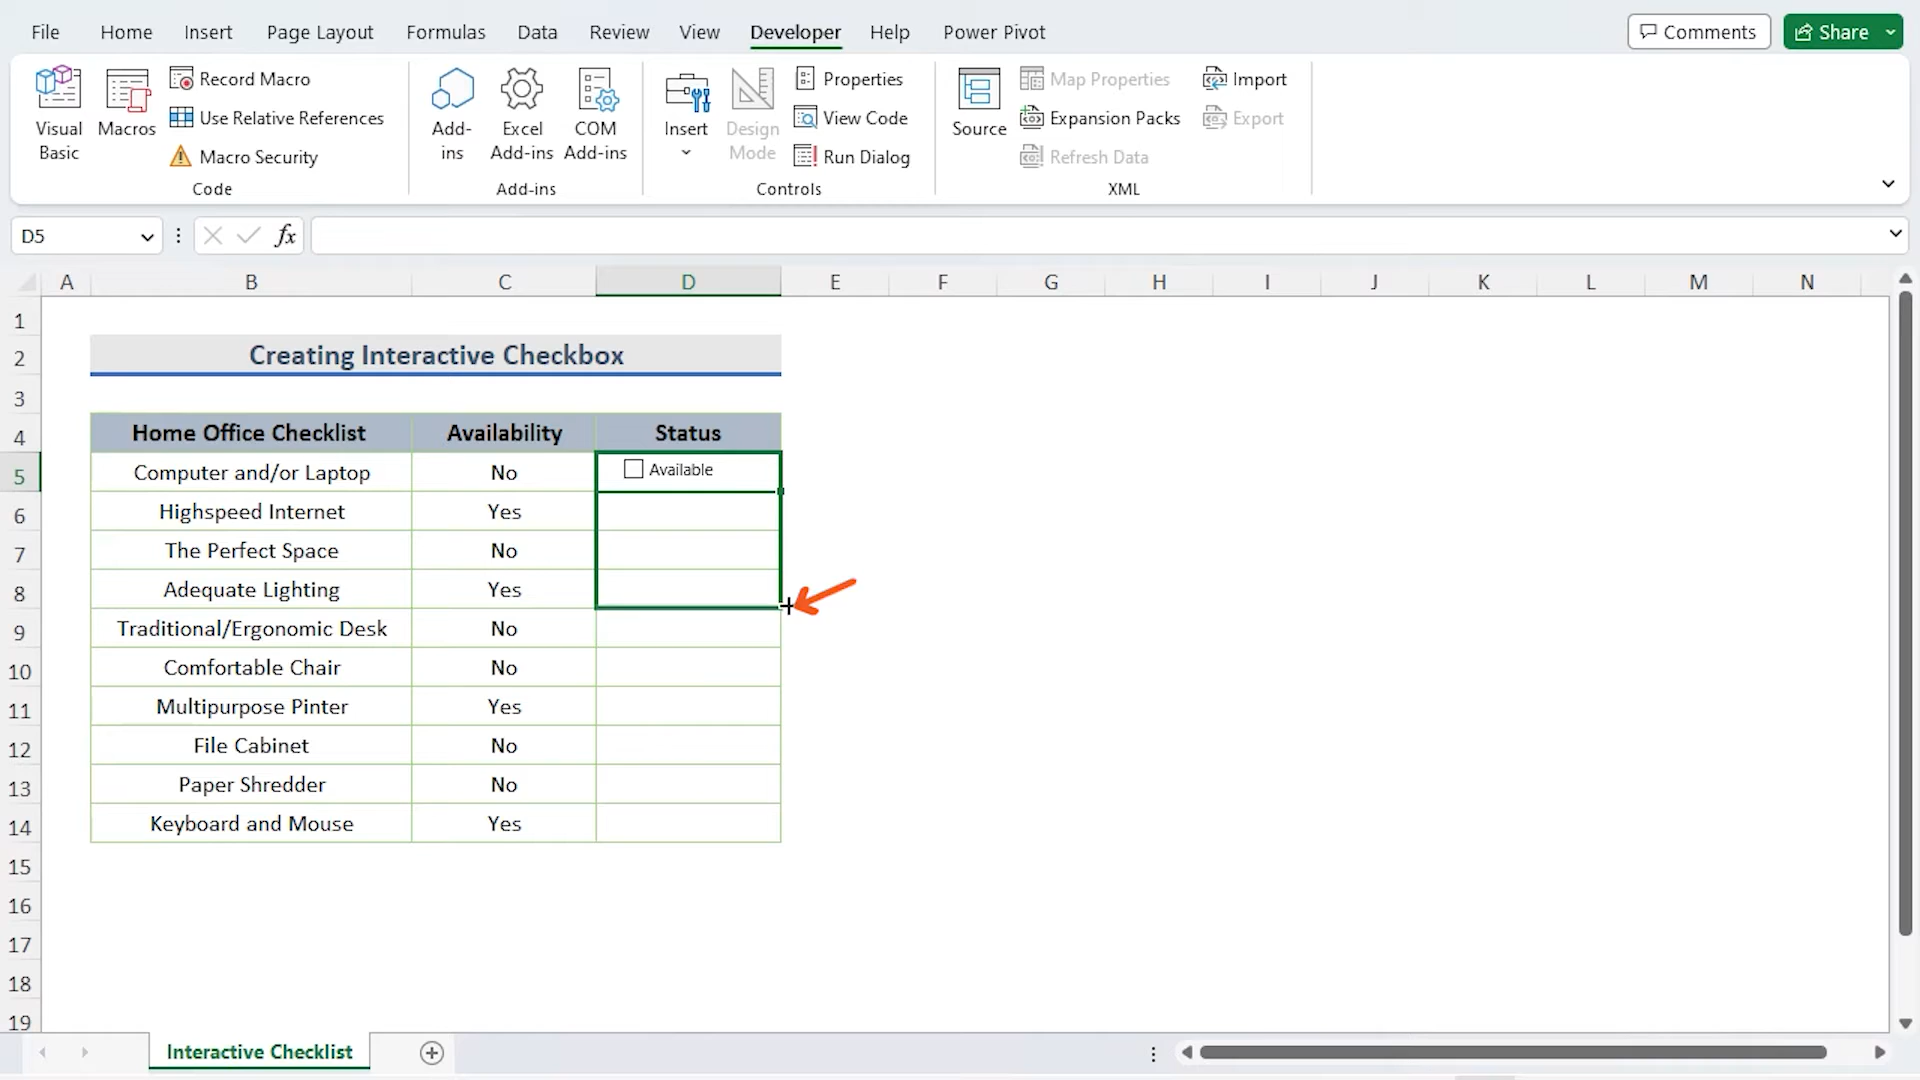 File Home Insert Page Layout Formulas Data Review View Developer Help Power Pivot Comments Share
Visual Basic
Macros
Record Macro
Use Relative References
Macro Security
Code
Add-ins
Excel Add-ins
COM Add-ins
Add-ins
Insert
Design Mode
Properties
View Code
Run Dialog
Controls
Source
Map Properties
Expansion Packs
Refresh Data
Import
Export
XML
D5 fx
A B C D E F G H I J K L M N
1
2 Creating Interactive Checkbox
3
4 Home Office Checklist Availability Status
5 Computer and/or Laptop No Available
6 Highspeed Internet Yes
7 The Perfect Space No
8 Adequate Lighting Yes
9 Traditional/Ergonomic Desk No
10 Comfortable Chair No
11 Multipurpose Pinter Yes
12 File Cabinet No
13 Paper Shredder No
14 Keyboard and Mouse Yes
15
16
17
18
19
Interactive Checklist